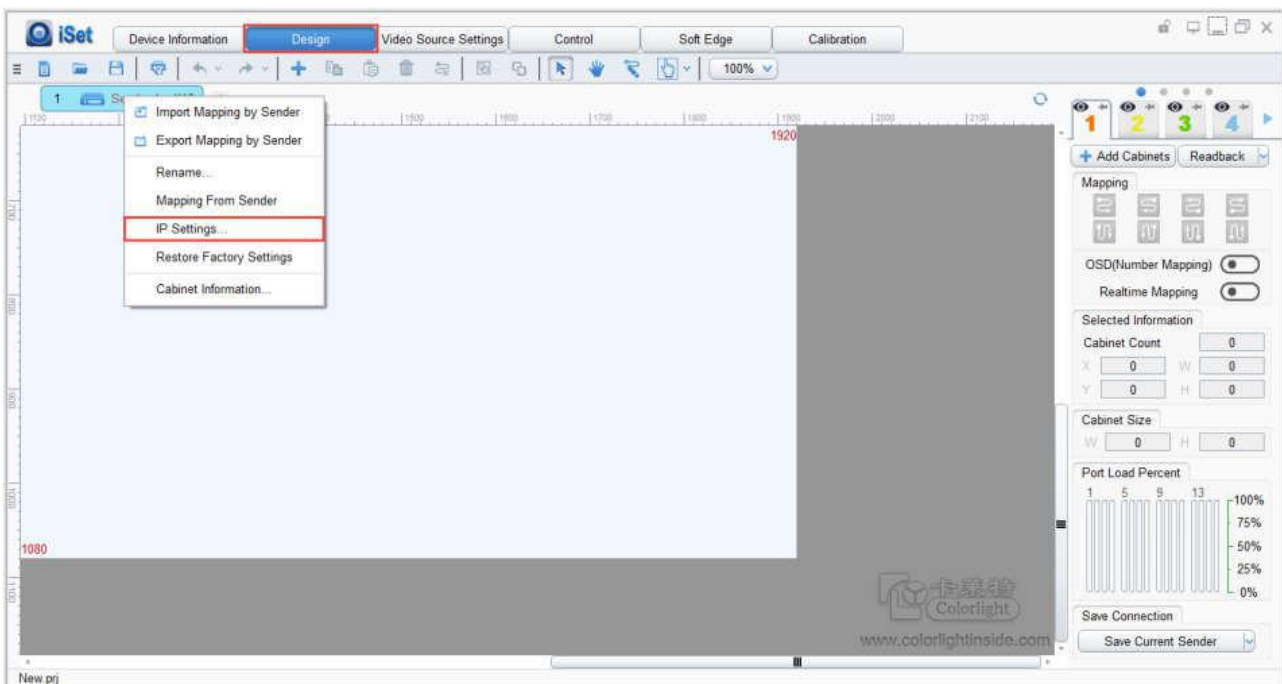 iSet Device Information Design Video Source Settings Control Soft Edge Calibration
100%
1
Import Mapping by Sender
Export Mapping by Sender
Rename...
Mapping From Sender
IP Settings...
Restore Factory Settings
Cabinet Information...
1920
1080
1 2 3 4
Add Cabinets Readback
Mapping
OSD(Number Mapping)
Realtime Mapping
Selected Information
Cabinet Count 0
X 0 W 0
Y 0 H 0
Cabinet Size
W 0 H 0
Port Load Percent
1 5 9 13
100%
75%
50%
25%
0%
卡莱特
Colorlight
www.colorlightinside.com
Save Connection
Save Current Sender
New.prj